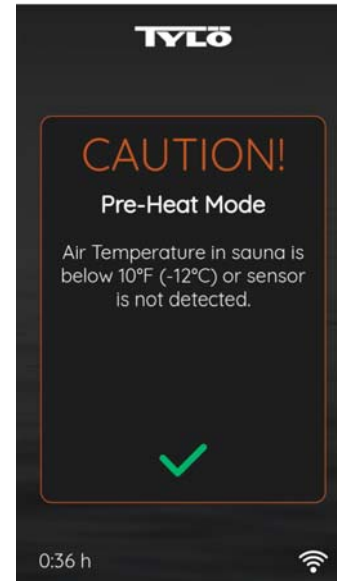 TYLÖ
CAUTION!
Pre-Heat Mode
Air Temperature in sauna is
below 10°F (-12°C) or sensor
is not detected.
0:36 h